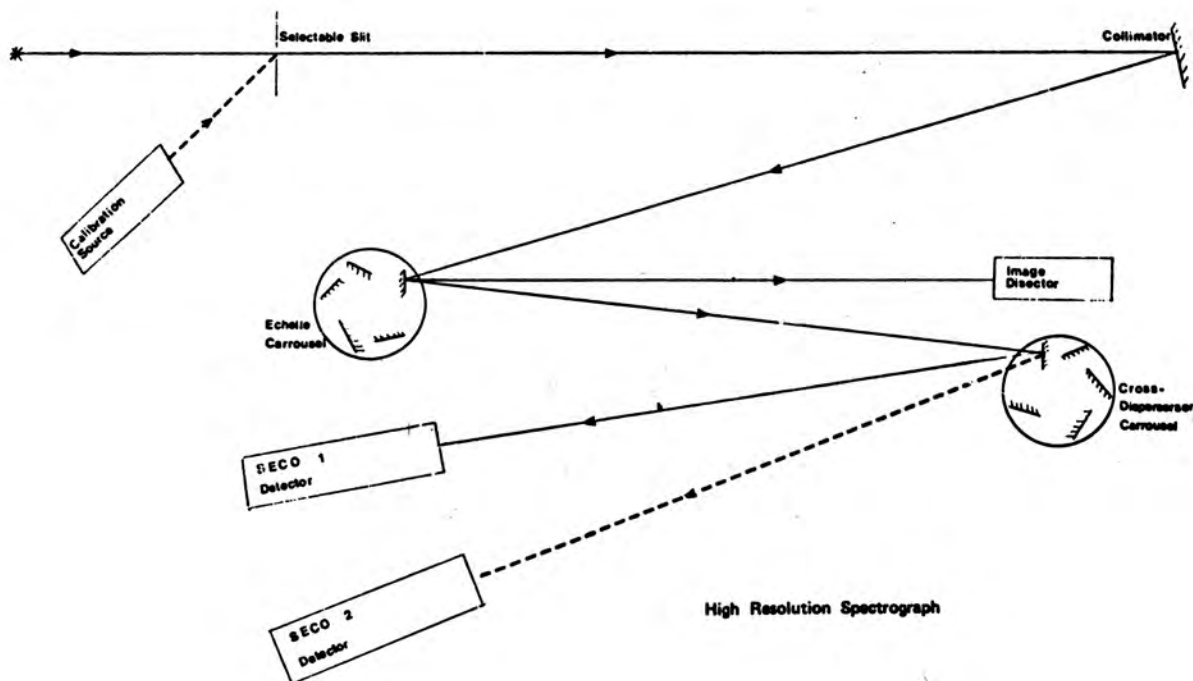 Selectable Slit
Collimator
Calibration
Source
Image
Disector
Echelle
Carrousel
Cross-
Disperser
Carrousel
SECO 1
Detector
SECO 2
Detector
High Resolution Spectrograph